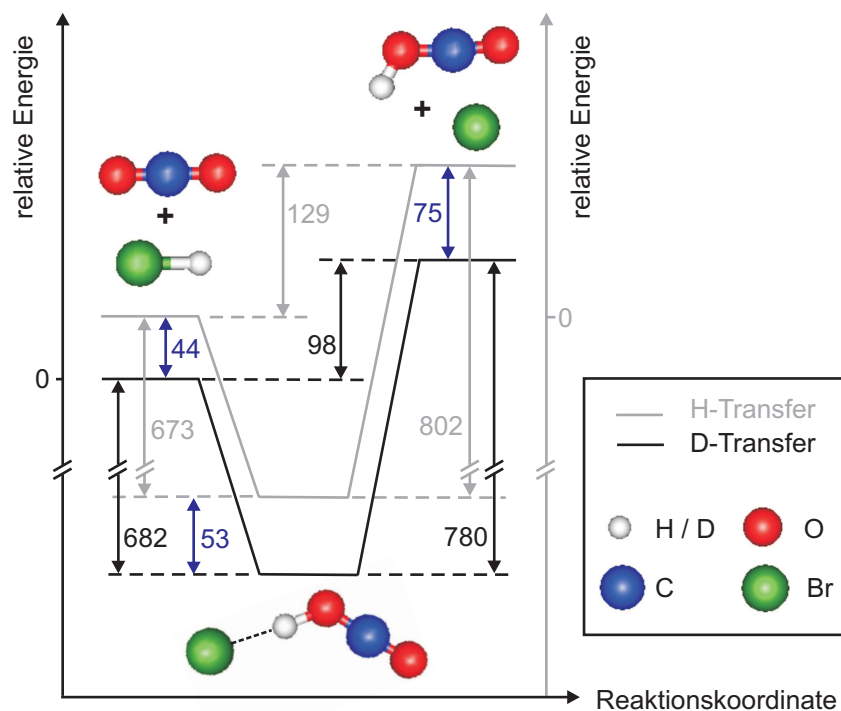 relative Energie
relative Energie
+
+
129
75
0
44
98
0
673
802
682
53
780
H-Transfer
D-Transfer
H / D
O
C
Br
Reaktionskoordinate